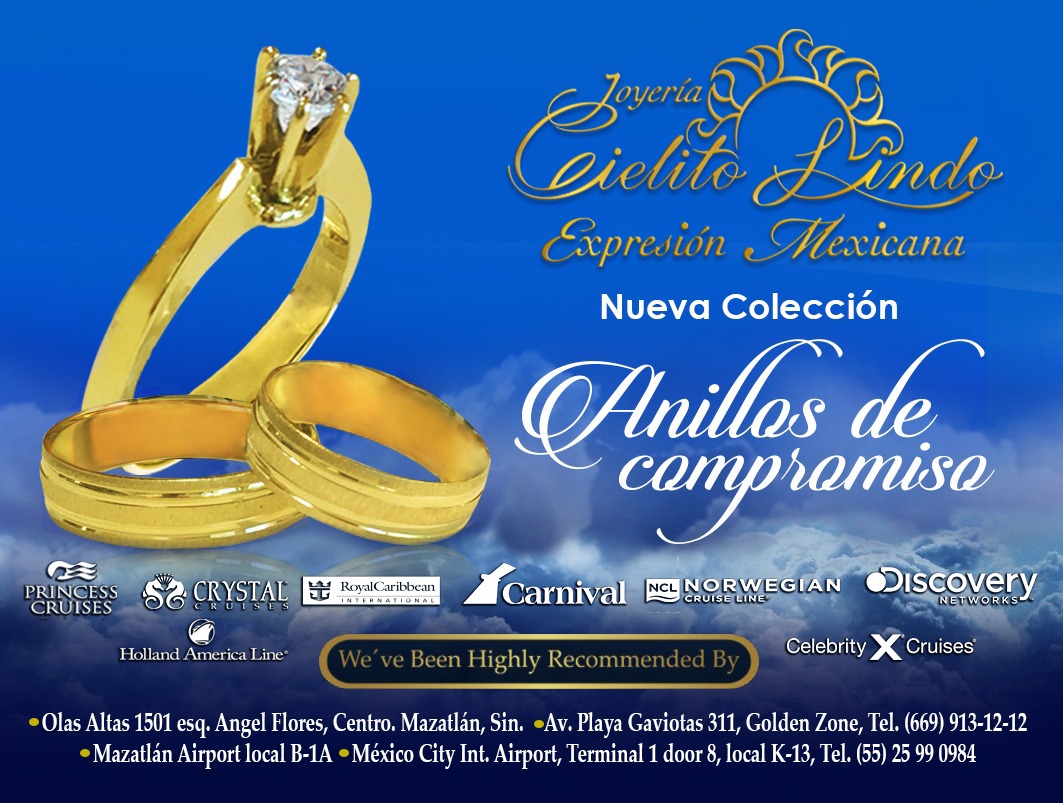 Joyería
Cielito Lindo
Expresión Mexicana
Nueva Colección
Anillos de
compromiso
PRINCESS
CRUISES
CRYSTAL
CRUISES
RoyalCaribbean
INTERNATIONAL
Carnival
NCL NORWEGIAN
CRUISE LINE®
Discovery
NETWORKS
Holland America Line®
We´ve Been Highly Recommended By
Celebrity X® Cruises®
•Olas Altas 1501 esq. Angel Flores, Centro. Mazatlán, Sin. •Av. Playa Gaviotas 311, Golden Zone, Tel. (669) 913-12-12
•Mazatlán Airport local B-1A •México City Int. Airport, Terminal 1 door 8, local K-13, Tel. (55) 25 99 0984